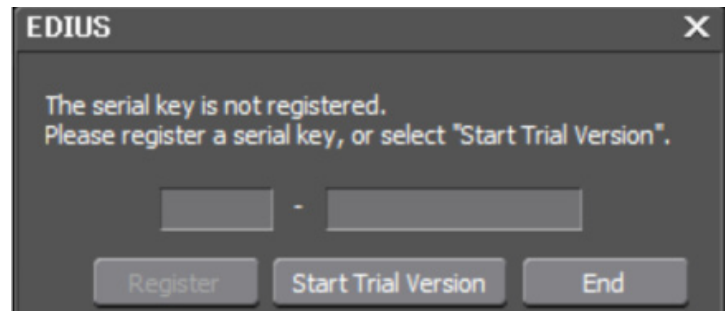 EDIUS
The serial key is not registered.
Please register a serial key, or select "Start Trial Version".
-
Register Start Trial Version End